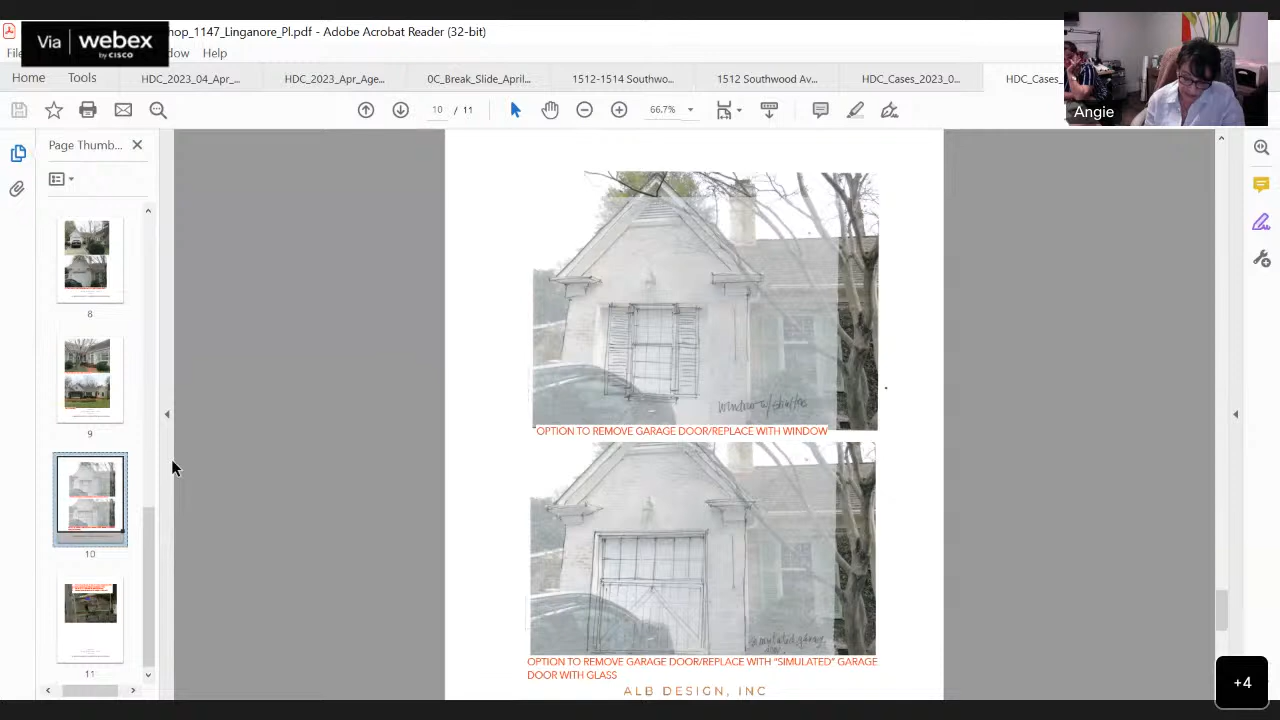 Via webex
by CISCO
hop_1147_Linganore_Pl.pdf - Adobe Acrobat Reader (32-bit)
dow Help
Home Tools HDC_2023_04_Apr_... HDC_2023_Apr_Age... 0C_Break_Slide_April... 1512-1514 Southwo... 1512 Southwood Av... HDC_Cases_2023_0... HDC_Cases_
10 / 11 66.7%
Angie
Page Thumb...
8
9
10
11
window w/ shutters
OPTION TO REMOVE GARAGE DOOR/REPLACE WITH WINDOW
simulated garage
OPTION TO REMOVE GARAGE DOOR/REPLACE WITH "SIMULATED" GARAGE
DOOR WITH GLASS
ALB DESIGN, INC
+4